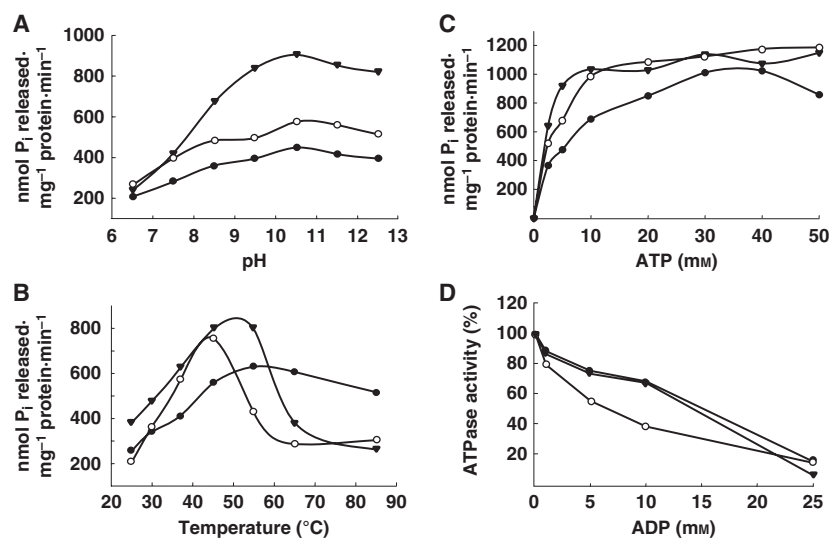 A
nmol Pi released·
mg⁻¹ protein·min⁻¹
1000
800
600
400
200
6 7 8 9 10 11 12 13
pH
B
nmol Pi released·
mg⁻¹ protein·min⁻¹
800
600
400
200
20 30 40 50 60 70 80 90
Temperature (°C)
C
nmol Pi released·
mg⁻¹ protein·min⁻¹
1200
1000
800
600
400
200
0 10 20 30 40 50
ATP (mM)
D
ATPase activity (%)
120
100
80
60
40
20
0 5 10 15 20 25
ADP (mM)